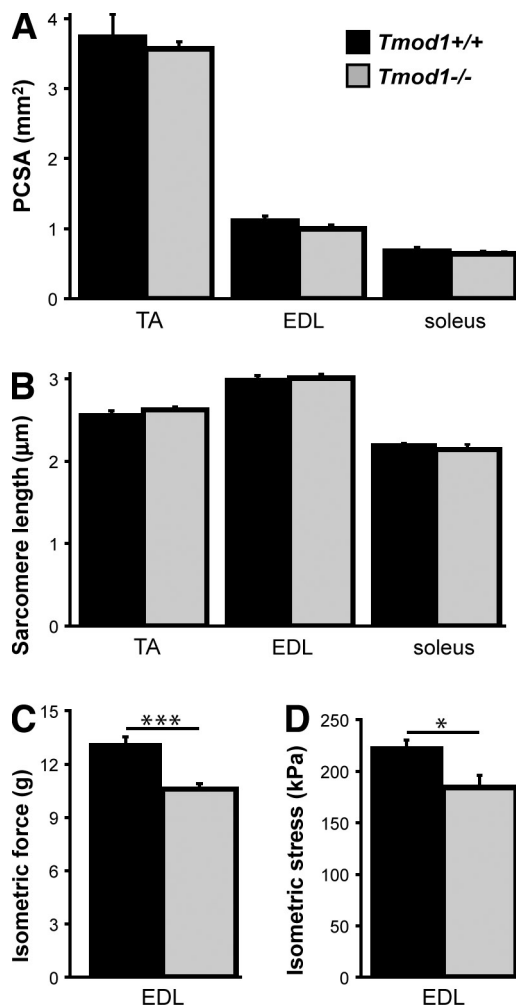 A
PCSA (mm²)
4
3
2
1
0
Tmod1+/+
Tmod1-/-
TA
EDL
soleus
B
Sarcomere length (μm)
3
2
1
0
TA
EDL
soleus
C
Isometric force (g)
15
12
9
6
3
0
***
EDL
D
Isometric stress (kPa)
250
200
150
100
50
0
*
EDL